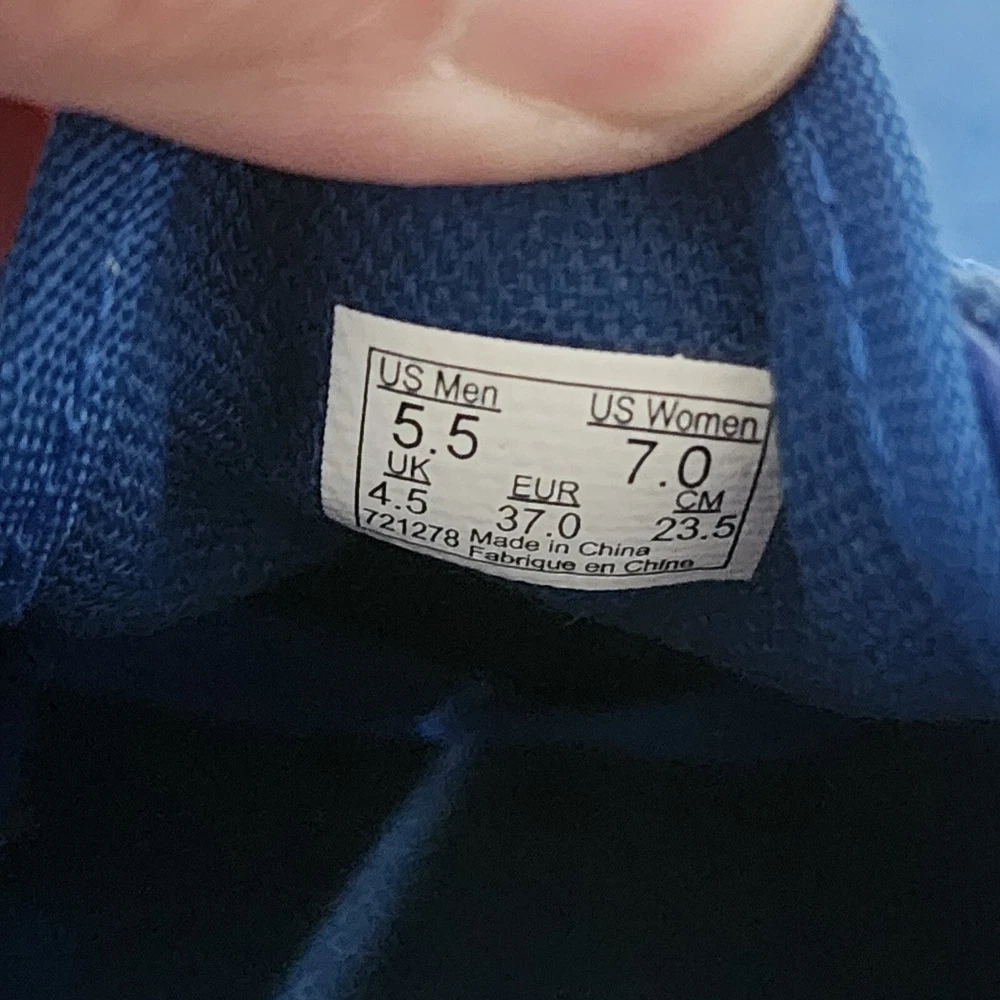 US Men US Women
5.5 7.0
UK EUR CM
4.5 37.0 23.5
721278 Made in China
Fabrique en Chine